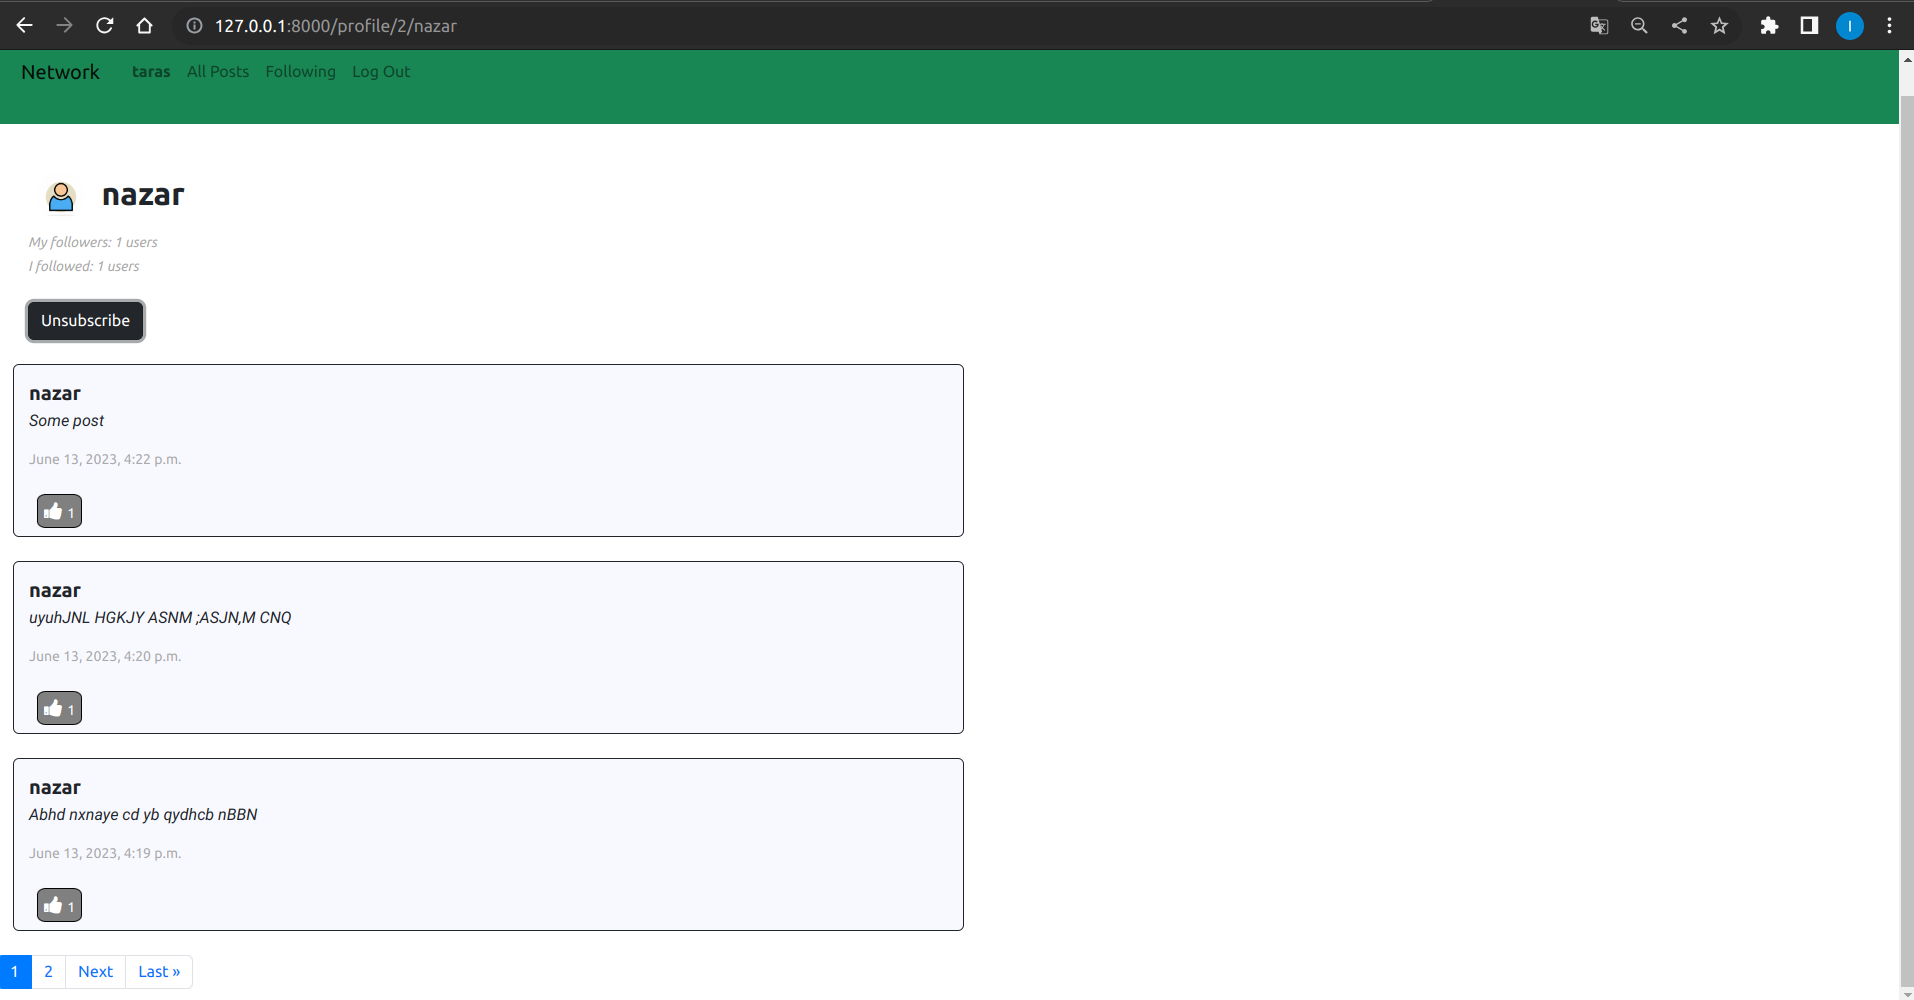 127.0.0.1:8000/profile/2/nazar
I
Network taras All Posts Following Log Out
nazar
My followers: 1 users
I followed: 1 users
Unsubscribe
nazar
Some post
June 13, 2023, 4:22 p.m.
1
nazar
uyuhJNL HGKJY ASNM ;ASJN,M CNQ
June 13, 2023, 4:20 p.m.
1
nazar
Abhd nxnaye cd yb qydhcb nBBN
June 13, 2023, 4:19 p.m.
1
1 2 Next Last »